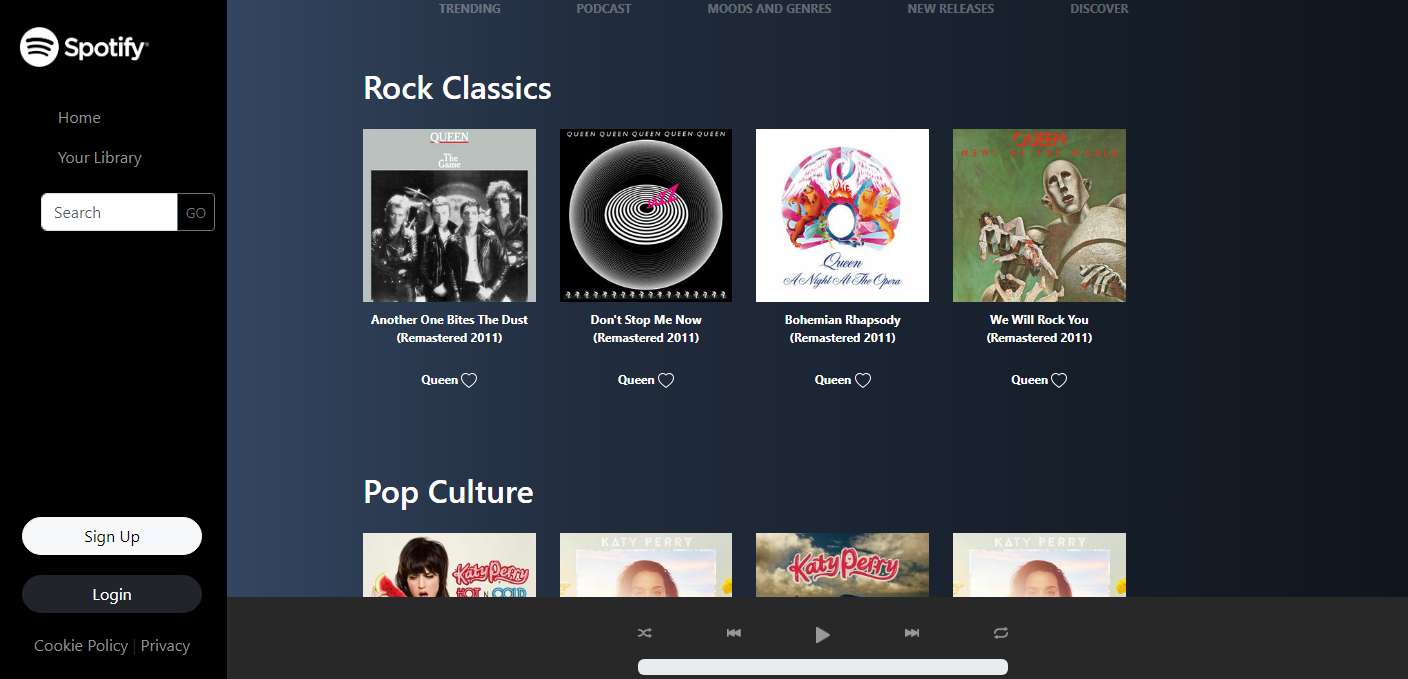 Spotify
Home
Your Library
Search GO
Sign Up
Login
Cookie Policy | Privacy
TRENDING PODCAST MOODS AND GENRES NEW RELEASES DISCOVER
Rock Classics
QUEEN
The
Game
QUEEN QUEEN QUEEN QUEEN QUEEN
Queen
A Night At The Opera
QUEEN
NEWS OF THE WORLD
Another One Bites The Dust
(Remastered 2011)
Queen
Don't Stop Me Now
(Remastered 2011)
Queen
Bohemian Rhapsody
(Remastered 2011)
Queen
We Will Rock You
(Remastered 2011)
Queen
Pop Culture
Katy Perry
HOT N COLD
KATY PERRY
Katy Perry
KATY PERRY